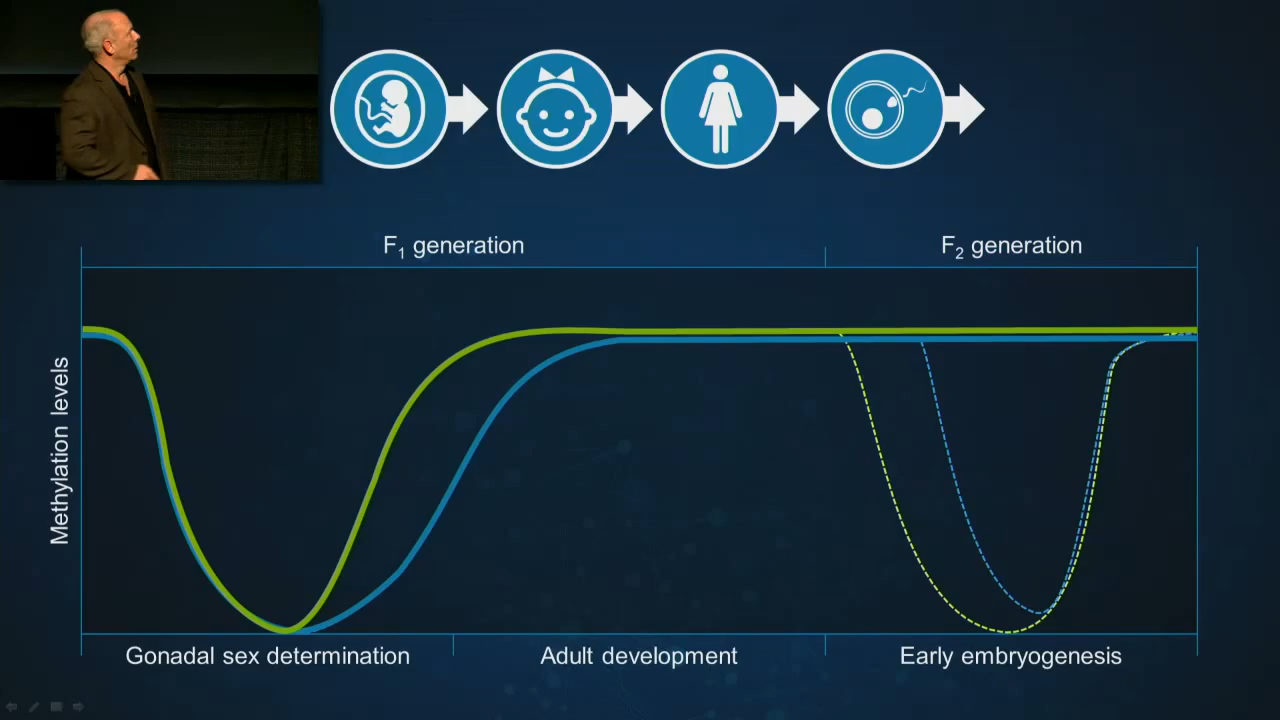 F₁ generation
F₂ generation
Methylation levels
Gonadal sex determination
Adult development
Early embryogenesis